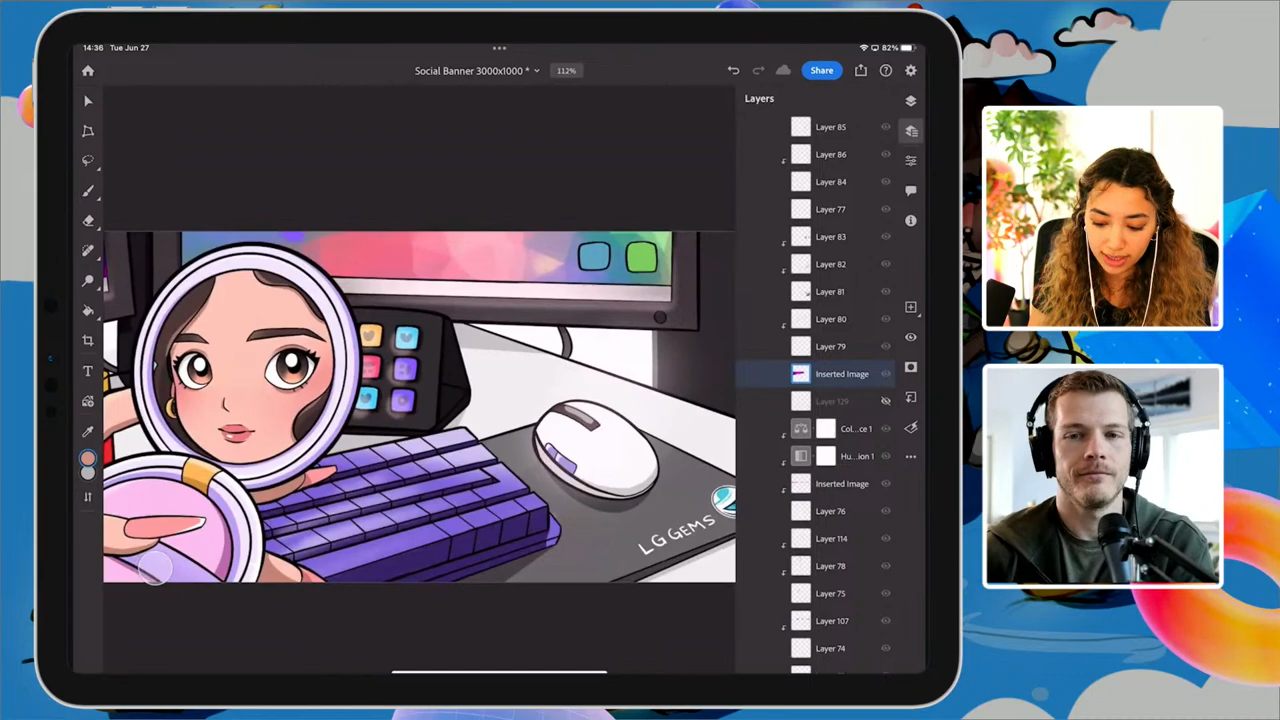 14:36 Tue Jun 27
82%
Social Banner 3000x1000 *
112%
Share
Layers
Layer 85
Layer 86
Layer 84
Layer 77
Layer 83
Layer 82
Layer 81
Layer 80
Layer 79
Inserted Image
Layer 129
Col...ce 1
Hu...ion 1
Inserted Image
Layer 76
Layer 114
Layer 78
Layer 75
Layer 107
Layer 74
LG GEMS